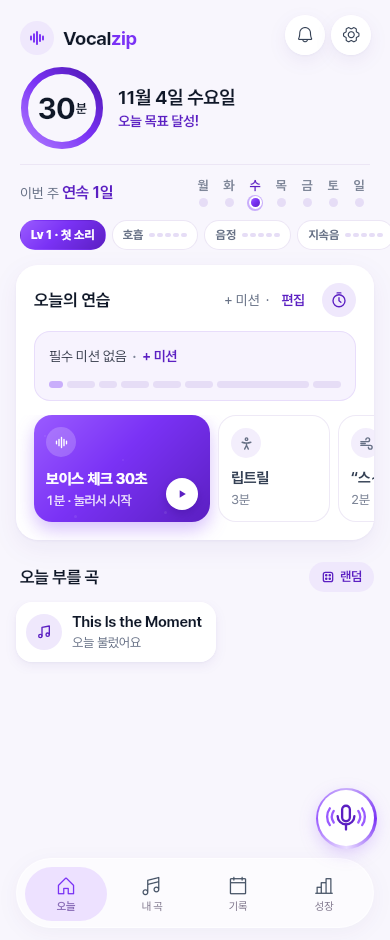 Vocalzip
30분
11월 4일 수요일
오늘 목표 달성!
이번 주 연속 1일
월 화 수 목 금 토 일
Lv 1 · 첫 소리
호흡
음정
지속음
오늘의 연습
+ 미션 · 편집
필수 미션 없음 · + 미션
보이스 체크 30초
1분 · 눌러서 시작
립트릴
3분
2분
오늘 부를 곡
랜덤
This Is the Moment
오늘 불렀어요
오늘
내 곡
기록
성장